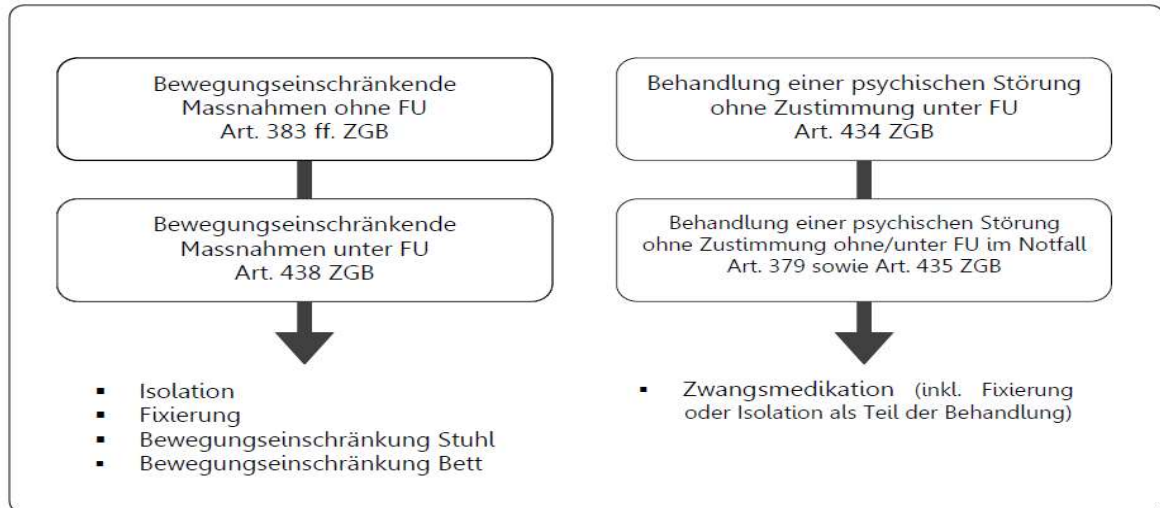 Bewegungseinschränkende
Massnahmen ohne FU
Art. 383 ff. ZGB
Bewegungseinschränkende
Massnahmen unter FU
Art. 438 ZGB
▪ Isolation
▪ Fixierung
▪ Bewegungseinschränkung Stuhl
▪ Bewegungseinschränkung Bett
Behandlung einer psychischen Störung
ohne Zustimmung unter FU
Art. 434 ZGB
Behandlung einer psychischen Störung
ohne Zustimmung ohne/unter FU im Notfall
Art. 379 sowie Art. 435 ZGB
▪ Zwangsmedikation (inkl. Fixierung
oder Isolation als Teil der Behandlung)